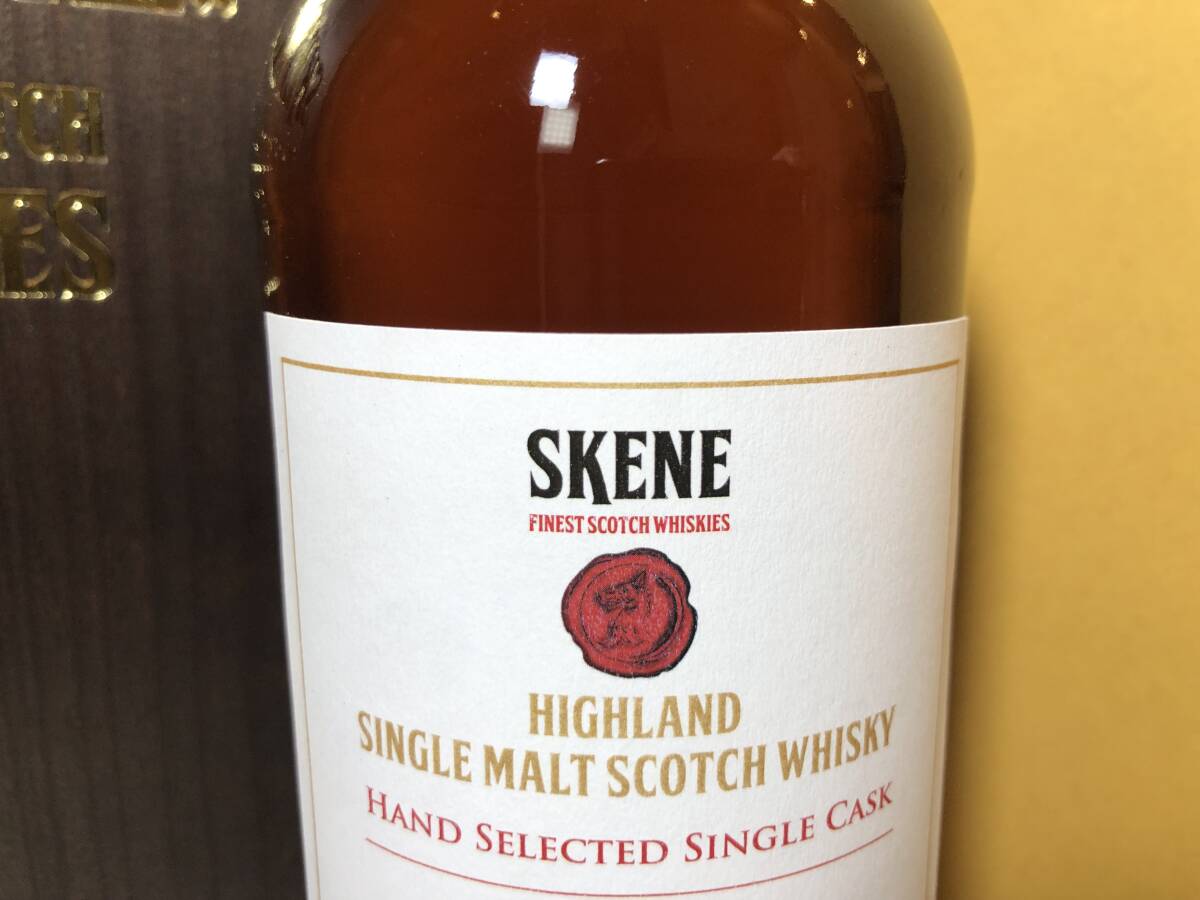 SKENE
FINEST SCOTCH WHISKIES
HIGHLAND
SINGLE MALT SCOTCH WHISKY
HAND SELECTED SINGLE CASK